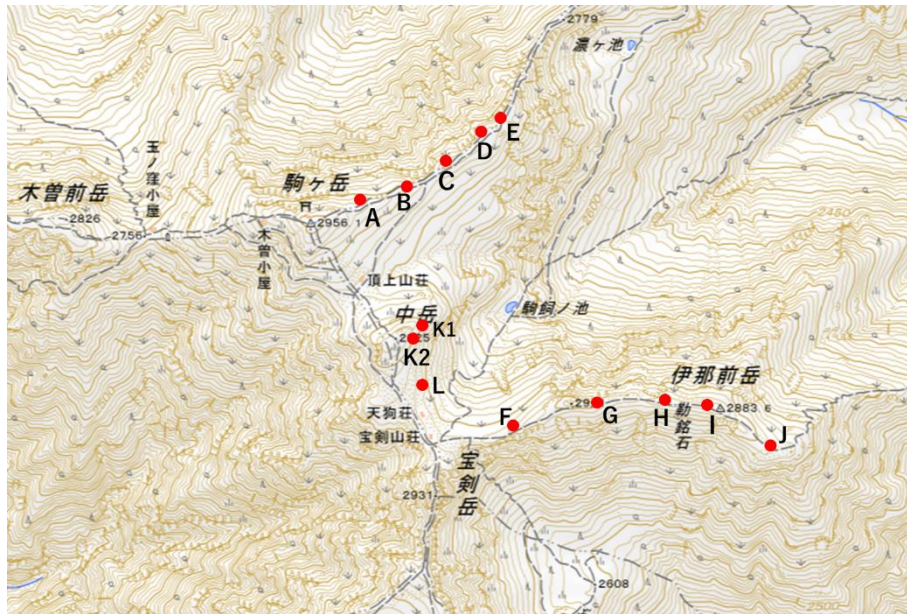 2779
濃ヶ池
E
D
C
B
A
玉ノ窪小屋
駒ヶ岳
木曽前岳
2826
2756
2956.1
木曽小屋
頂上山荘
駒飼ノ池
中岳
K1
K2
L
伊那前岳
2883.6
勒銘石
F
G
H
I
J
天狗荘
宝剣山荘
宝剣岳
2931
2608